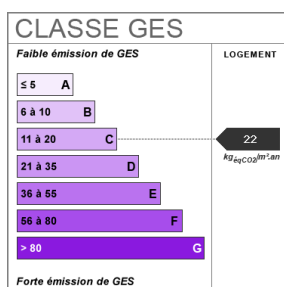 CLASSE GES
Faible émission de GES
LOGEMENT
≤ 5 A
6 à 10 B
11 à 20 C
22
kgéqCO2/m².an
21 à 35 D
36 à 55 E
56 à 80 F
> 80 G
Forte émission de GES